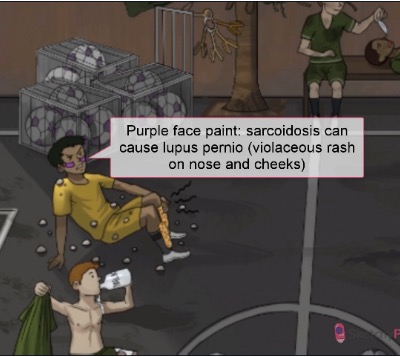 Purple face paint: sarcoidosis can
cause lupus pernio (violaceous rash
on nose and cheeks)